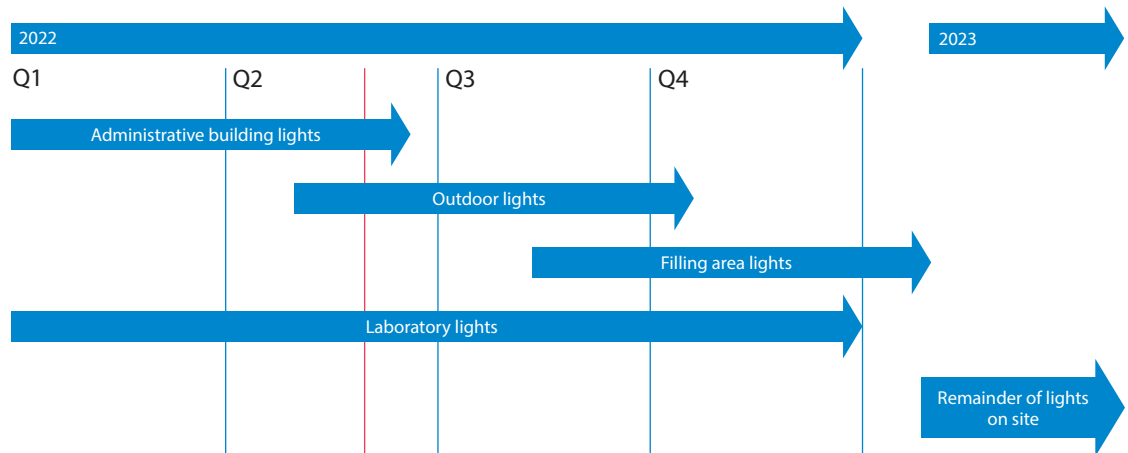 2022
2023
Q1
Q2
Q3
Q4
Administrative building lights
Outdoor lights
Filling area lights
Laboratory lights
Remainder of lights
on site